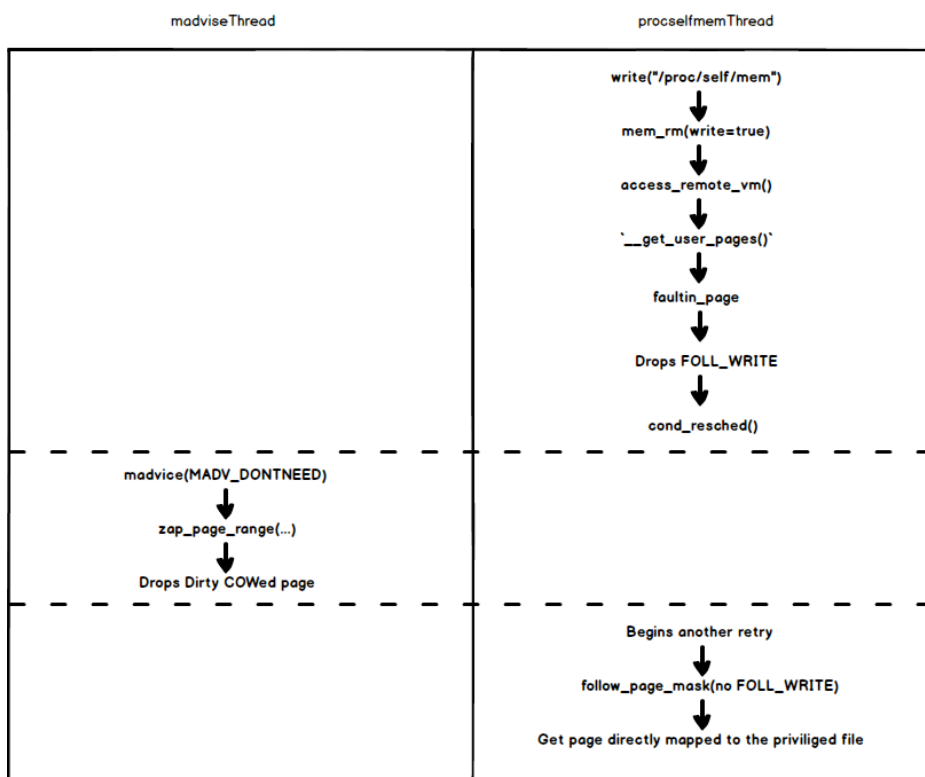 madviseThread
procselfmemThread
write("/proc/self/mem")
mem_rm(write=true)
access_remote_vm()
`__get_user_pages()`
faultin_page
Drops FOLL_WRITE
cond_resched()
madvice(MADV_DONTNEED)
zap_page_range(...)
Drops Dirty COWed page
Begins another retry
follow_page_mask(no FOLL_WRITE)
Get page directly mapped to the priviliged file